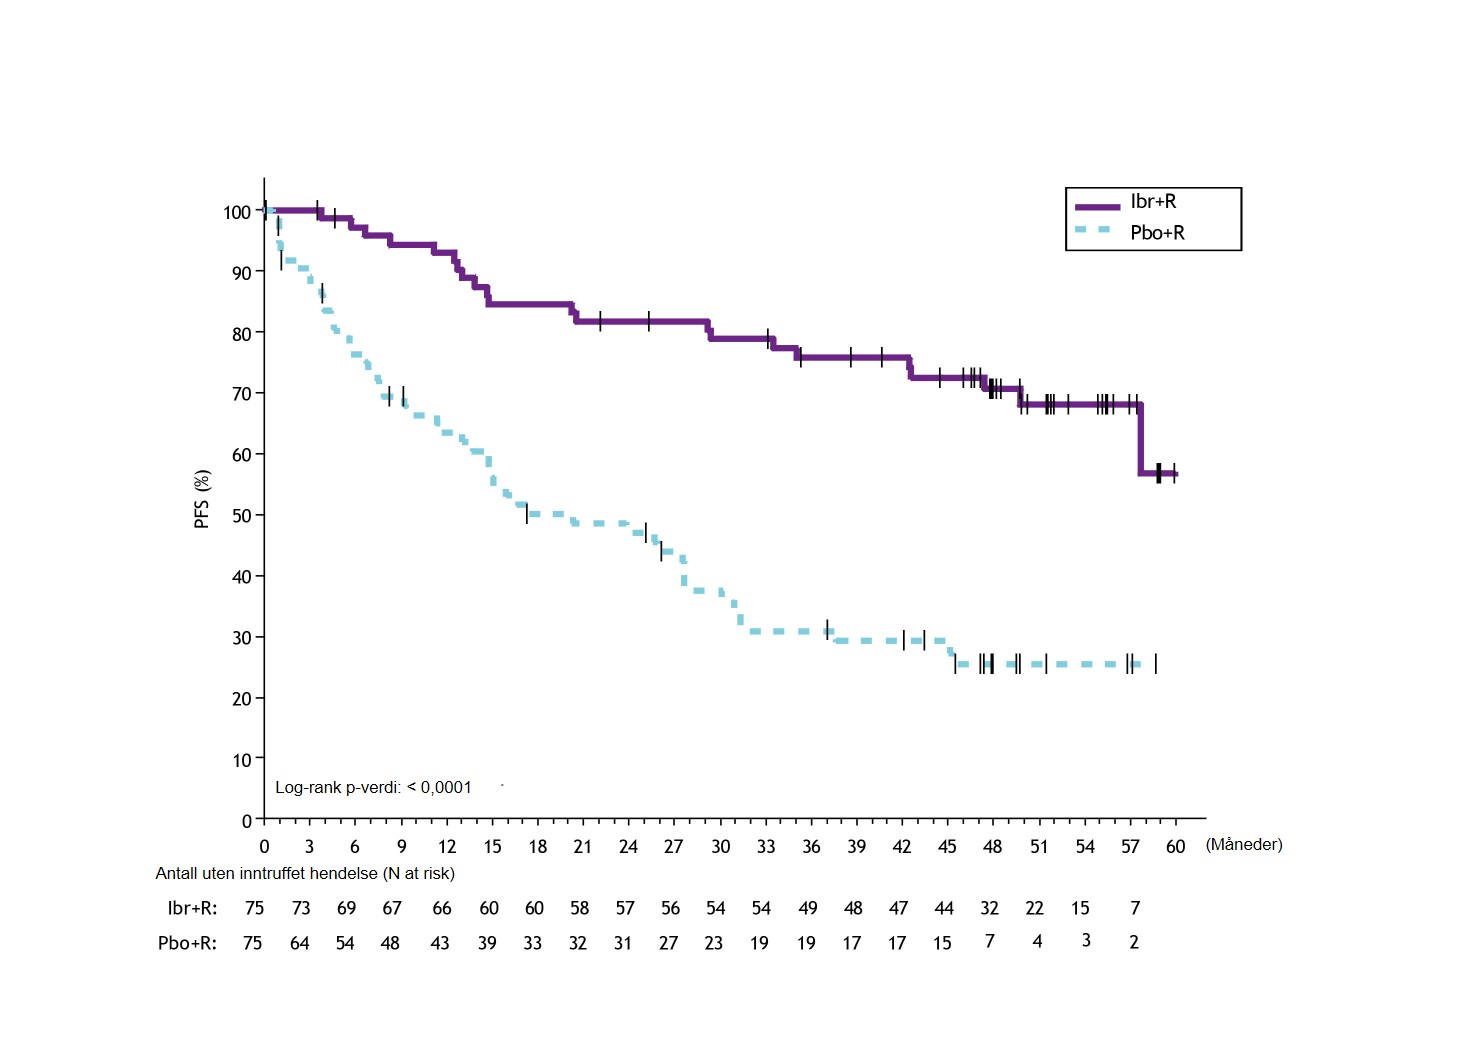 Ibr+R
Pbo+R
100
90
80
70
60
50
40
30
20
10
0
PFS (%)
Log-rank p-verdi: < 0,0001
0 3 6 9 12 15 18 21 24 27 30 33 36 39 42 45 48 51 54 57 60 (Måneder)
Antall uten inntruffet hendelse (N at risk)
Ibr+R: 75 73 69 67 66 60 60 58 57 56 54 54 49 48 47 44 32 22 15 7
Pbo+R: 75 64 54 48 43 39 33 32 31 27 23 19 19 17 17 15 7 4 3 2